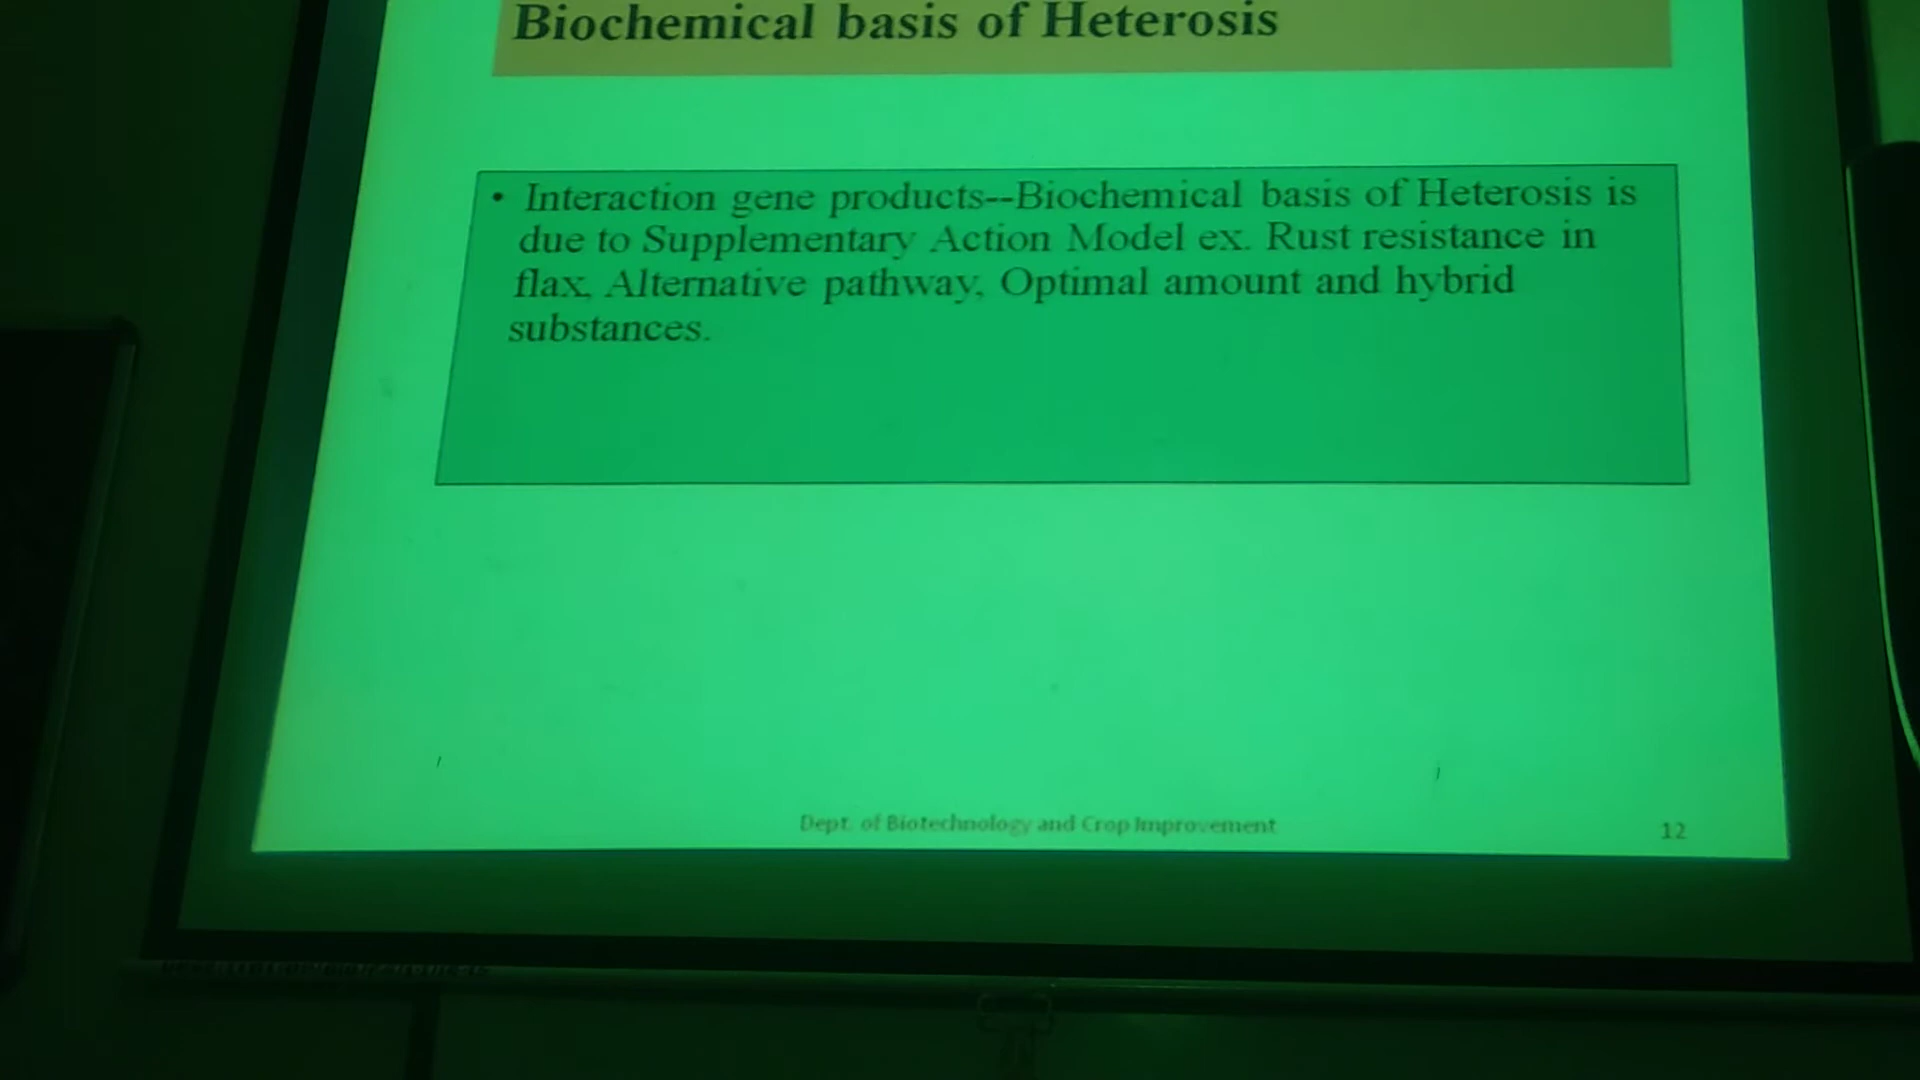 Biochemical basis of Heterosis
• Interaction gene products--Biochemical basis of Heterosis is
due to Supplementary Action Model ex. Rust resistance in
flax, Alternative pathway, Optimal amount and hybrid
substances.
Dept. of Biotechnology and Crop Improvement
12